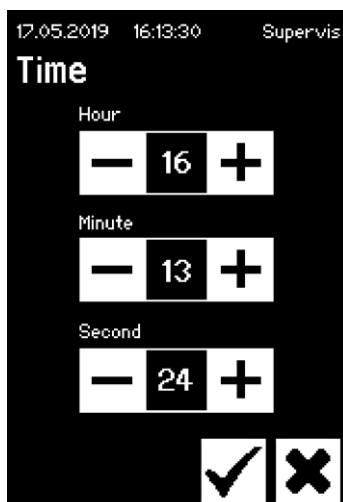 17.05.2019 16:13:30 Supervis
Time
Hour
16
Minute
13
Second
24